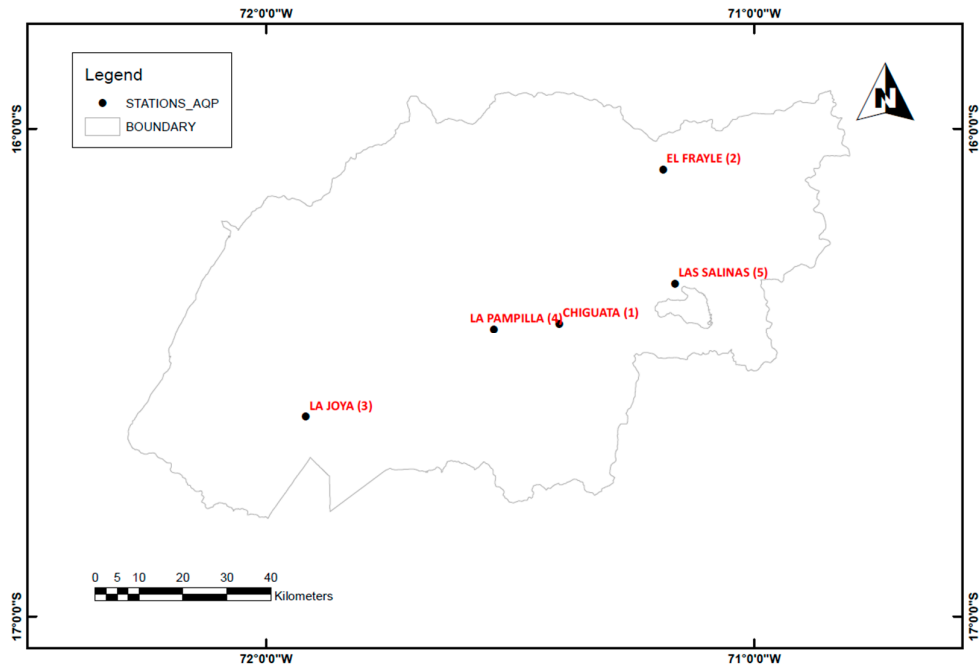 72°0'0"W
71°0'0"W
Legend
STATIONS_AQP
BOUNDARY
N
16°0'0"S
16°0'0"S
EL FRAYLE (2)
LAS SALINAS (5)
LA PAMPILLA (4)
CHIGUATA (1)
LA JOYA (3)
0 5 10 20 30 40
Kilometers
17°0'0"S
17°0'0"S
72°0'0"W
71°0'0"W